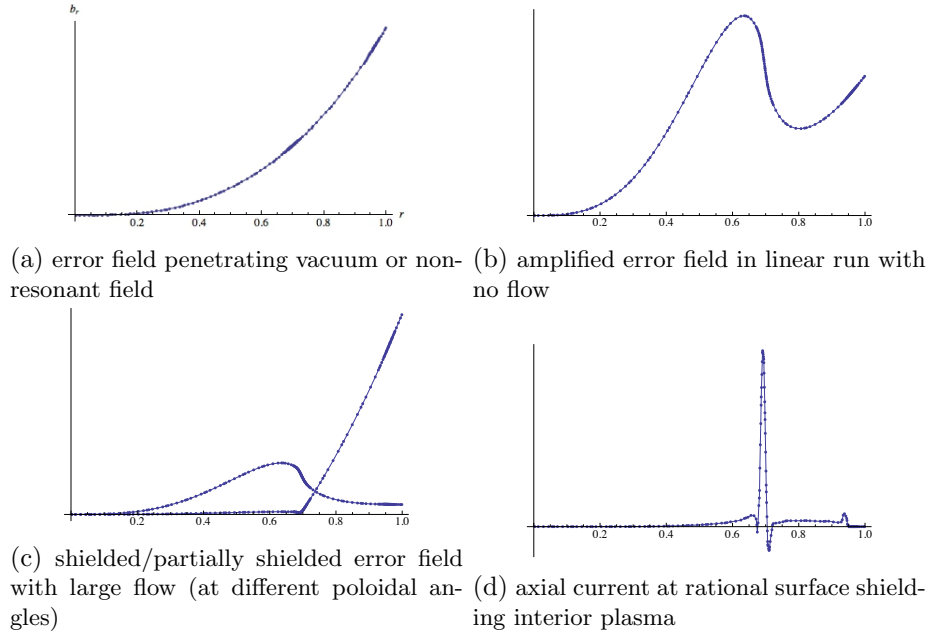 b_r
0.2 0.4 0.6 0.8 1.0 r
0.2 0.4 0.6 0.8 1.0
(a) error field penetrating vacuum or non-
resonant field
(b) amplified error field in linear run with
no flow
0.2 0.4 0.6 0.8 1.0
0.2 0.4 0.6 0.8 1.0
(c) shielded/partially shielded error field
with large flow (at different poloidal an-
gles)
(d) axial current at rational surface shield-
ing interior plasma